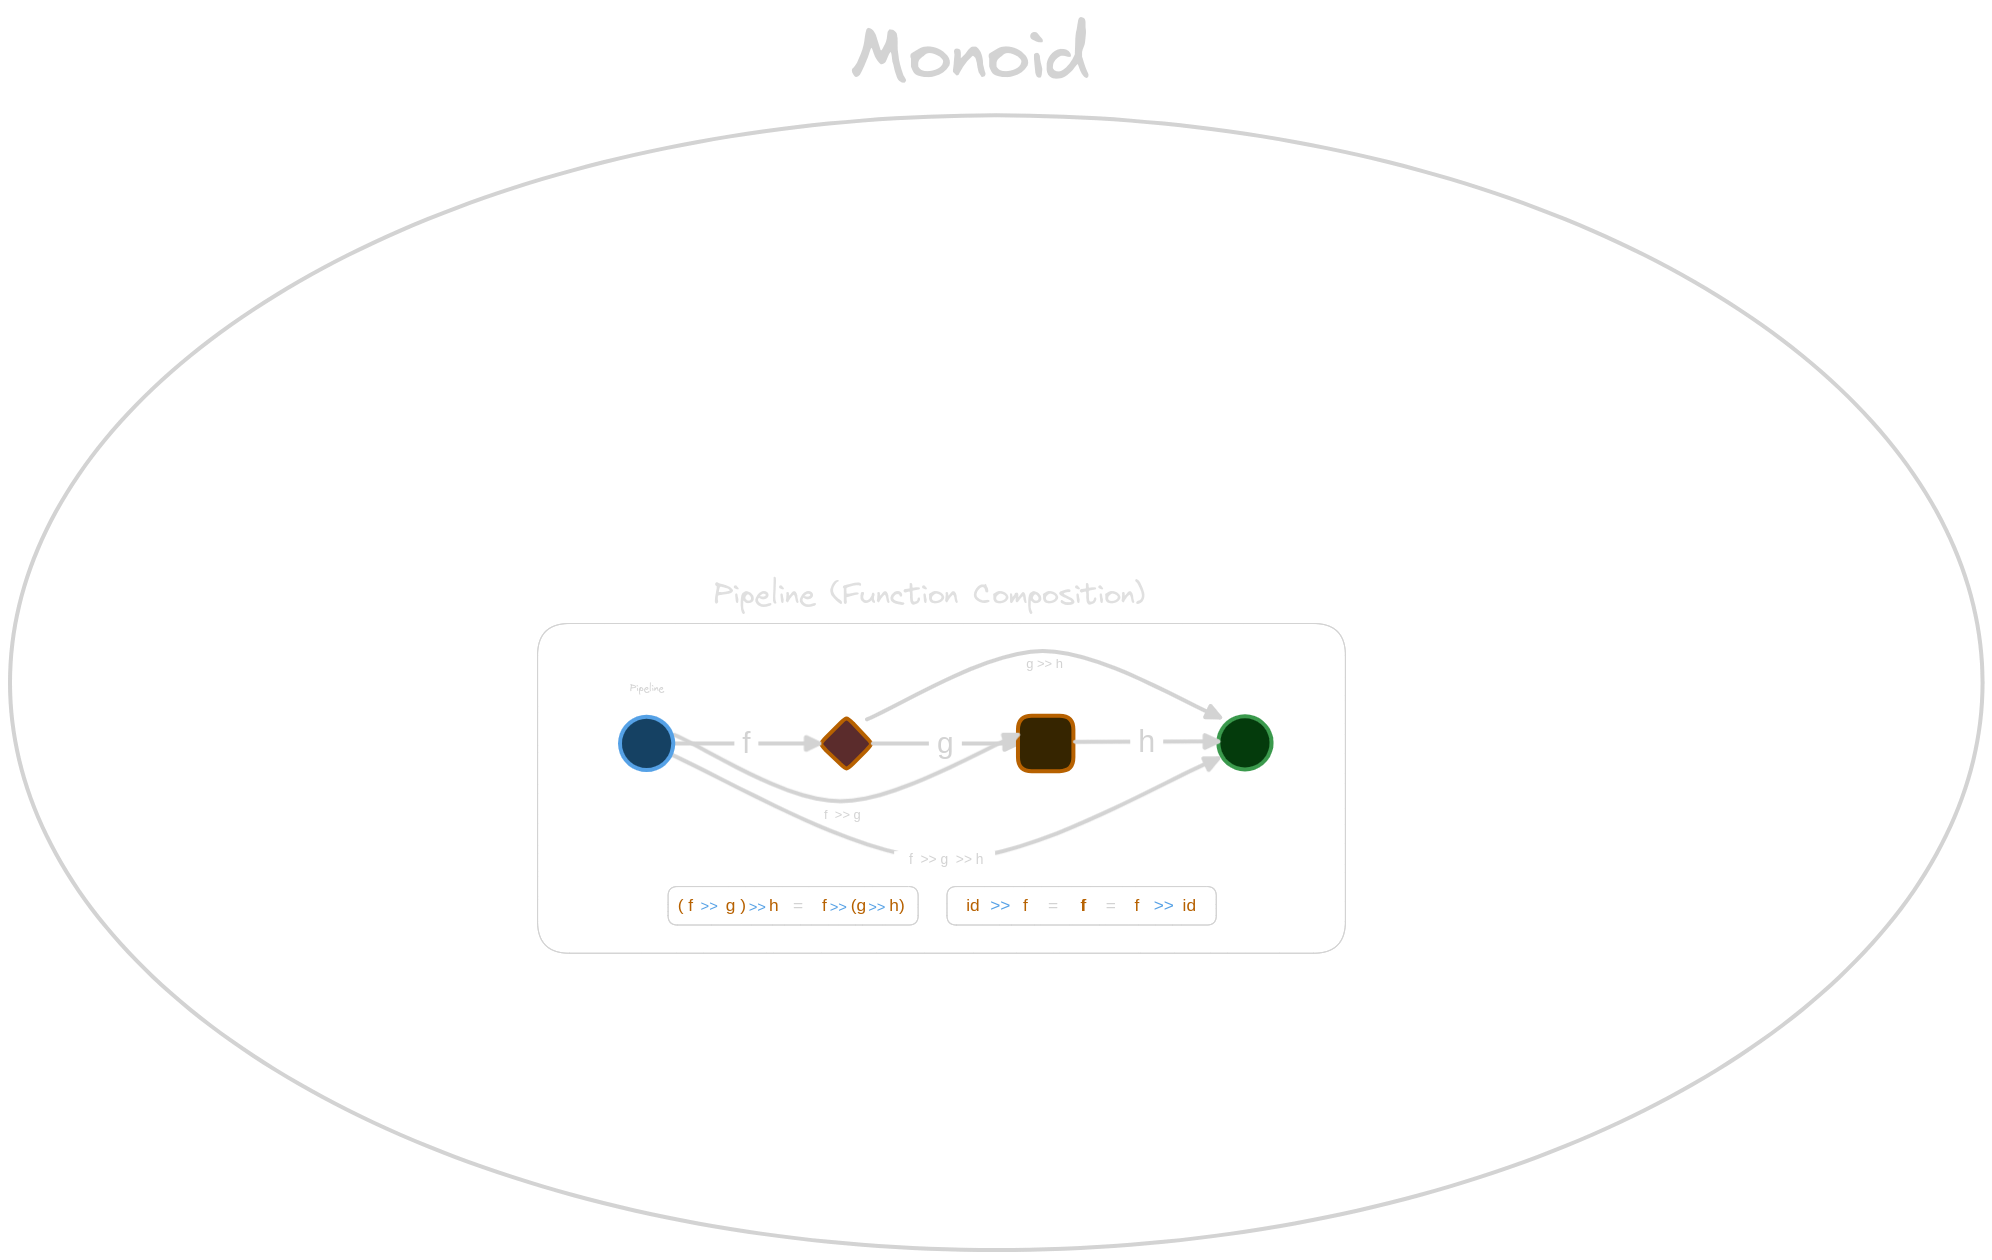 Monoid
Pipeline (Function Composition)
g >> h
Pipeline
f
g
h
f >> g
f >> g >> h
( f >> g ) >> h = f >> (g >> h)
id >> f = f = f >> id